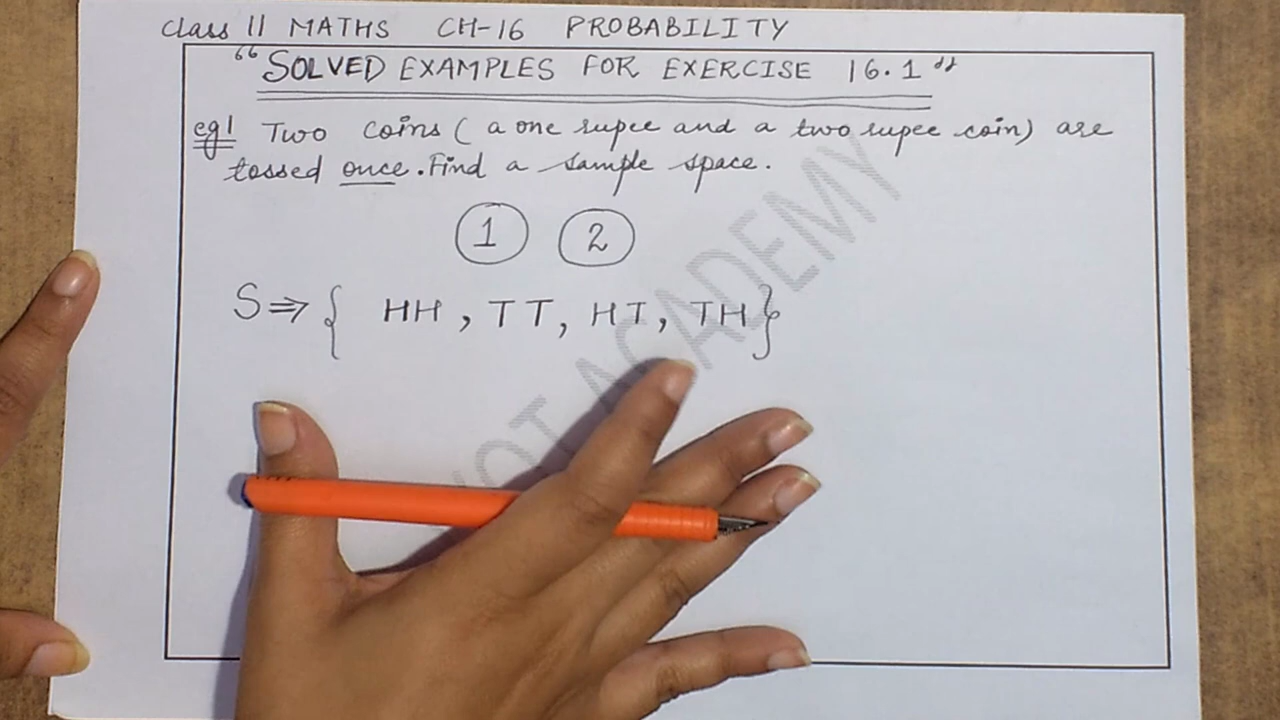 Class 11 MATHS CH-16 PROBABILITY
"SOLVED EXAMPLES FOR EXERCISE 16.1"
eg1 Two coins (a one rupee and a two rupee coin) are
tossed once. Find a sample space.
1 2
S⇒{ HH, TT, HT, TH}
ACADEMY